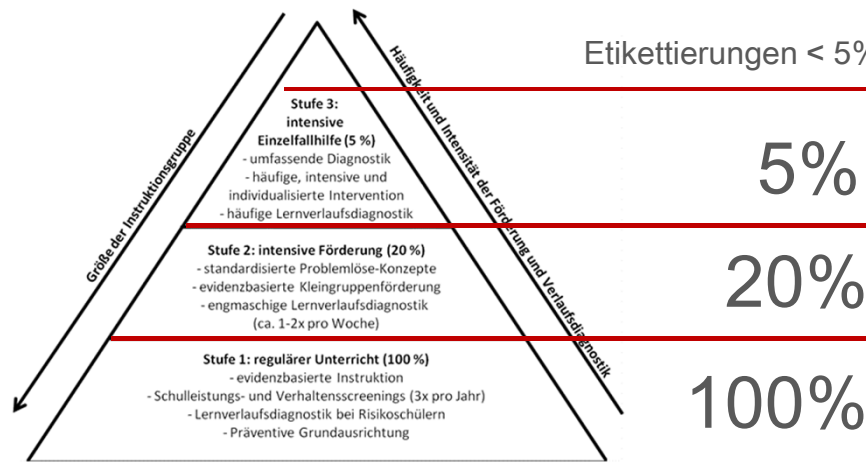 Etikettierungen < 5%
Größe der Instruktionsgruppe
Häufigkeit und Intensität der Förderung und Verlaufsdiagnostik
Stufe 3:
intensive
Einzelfallhilfe (5 %)
- umfassende Diagnostik
- häufige, intensive und
individualisierte Intervention
- häufige Lernverlaufsdiagnostik
5%
Stufe 2: intensive Förderung (20 %)
- standardisierte Problemlöse-Konzepte
- evidenzbasierte Kleingruppenförderung
- engmaschige Lernverlaufsdiagnostik
(ca. 1-2x pro Woche)
20%
Stufe 1: regulärer Unterricht (100 %)
- evidenzbasierte Instruktion
- Schulleistungs- und Verhaltensscreenings (3x pro Jahr)
- Lernverlaufsdiagnostik bei Risikoschülern
- Präventive Grundausrichtung
100%